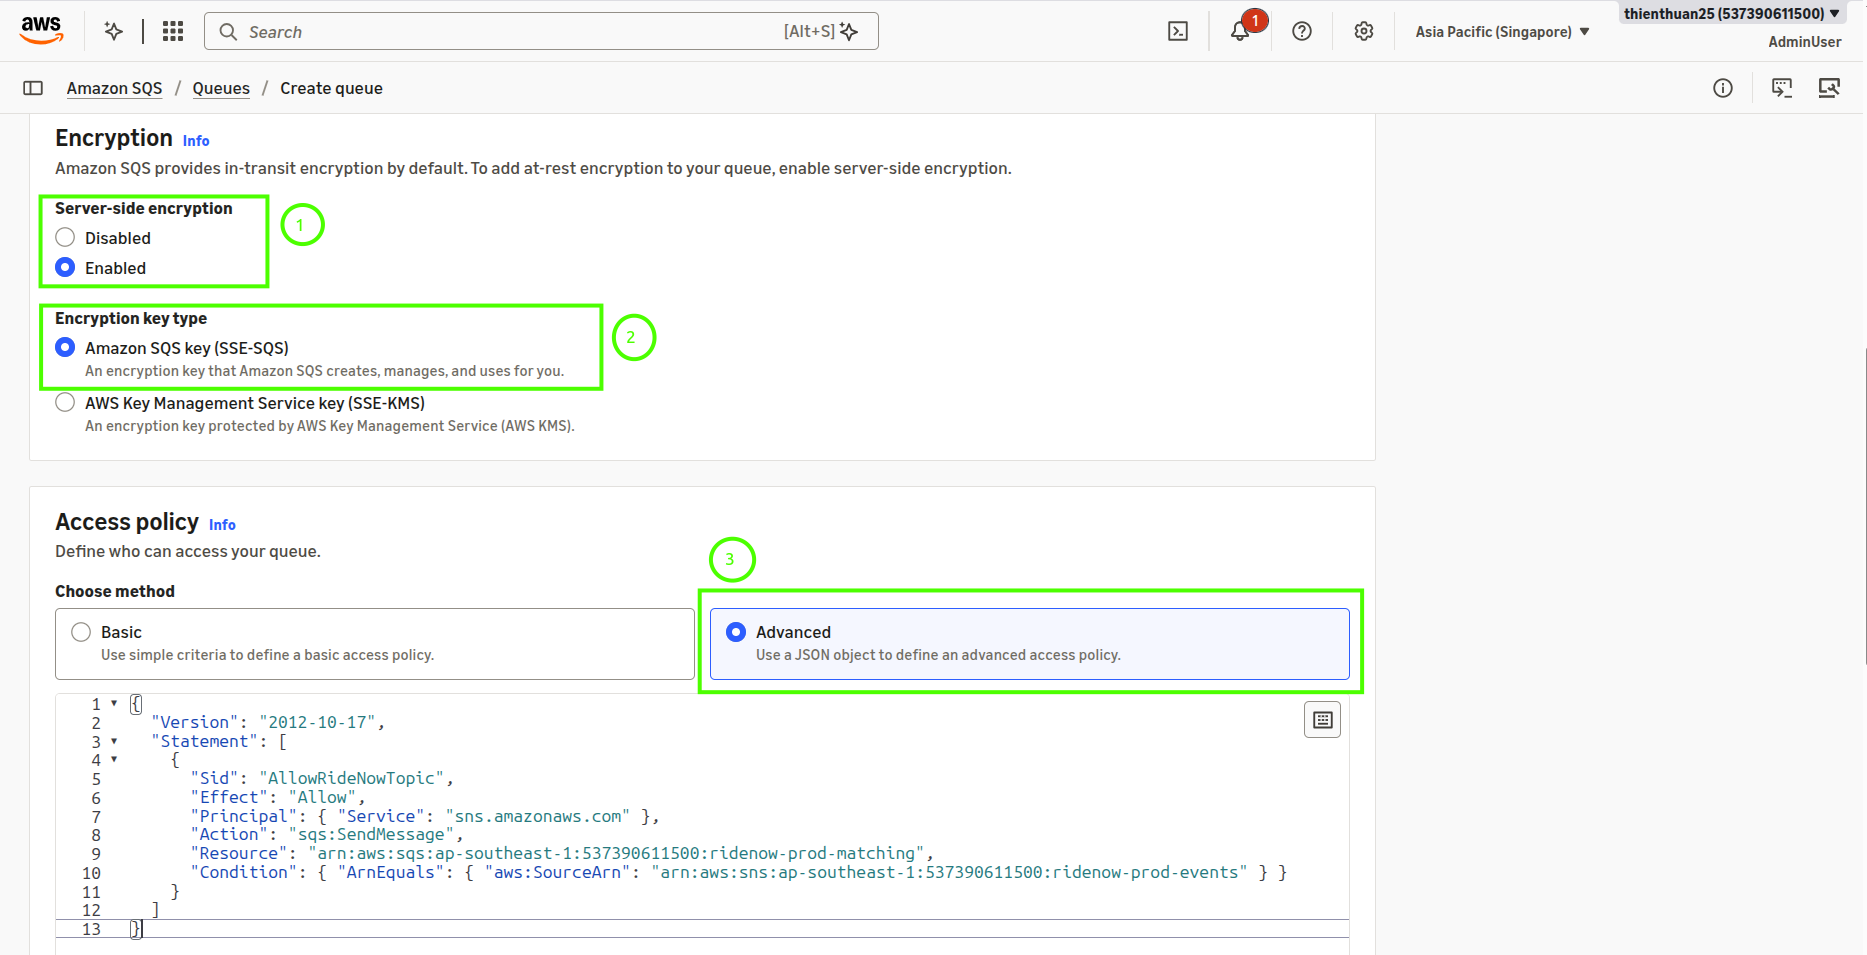 aws
Search
[Alt+S]
1
Asia Pacific (Singapore) ▼
thienthuan25 (537390611500) ▼
AdminUser
Amazon SQS / Queues / Create queue
Encryption Info
Amazon SQS provides in-transit encryption by default. To add at-rest encryption to your queue, enable server-side encryption.
Server-side encryption
1
Disabled
Enabled
Encryption key type
2
Amazon SQS key (SSE-SQS)
An encryption key that Amazon SQS creates, manages, and uses for you.
AWS Key Management Service key (SSE-KMS)
An encryption key protected by AWS Key Management Service (AWS KMS).
Access policy Info
Define who can access your queue.
3
Choose method
Basic
Use simple criteria to define a basic access policy.
Advanced
Use a JSON object to define an advanced access policy.
1 ▼ {
2 "Version": "2012-10-17",
3 ▼ "Statement": [
4 ▼ {
5 "Sid": "AllowRideNowTopic",
6 "Effect": "Allow",
7 "Principal": { "Service": "sns.amazonaws.com" },
8 "Action": "sqs:SendMessage",
9 "Resource": "arn:aws:sqs:ap-southeast-1:537390611500:ridenow-prod-matching",
10 "Condition": { "ArnEquals": { "aws:SourceArn": "arn:aws:sns:ap-southeast-1:537390611500:ridenow-prod-events" } }
11 }
12 ]
13 }